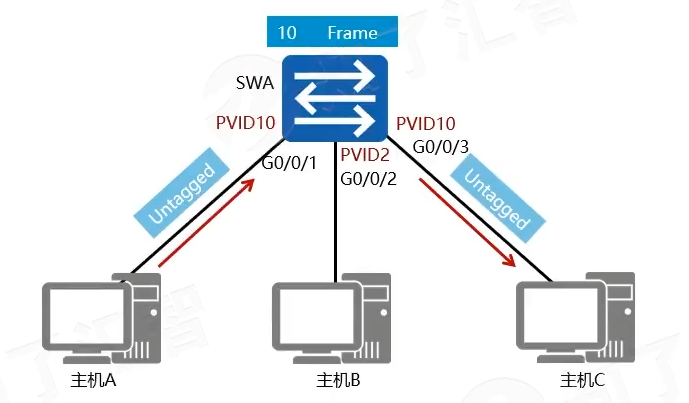 10 Frame
SWA
PVID10
PVID10
G0/0/1
PVID2
G0/0/3
G0/0/2
Untagged
Untagged
主机A
主机B
主机C